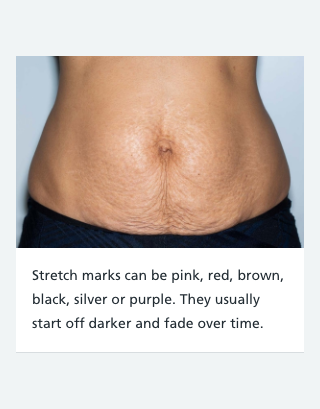 Stretch marks can be pink, red, brown,
black, silver or purple. They usually
start off darker and fade over time.